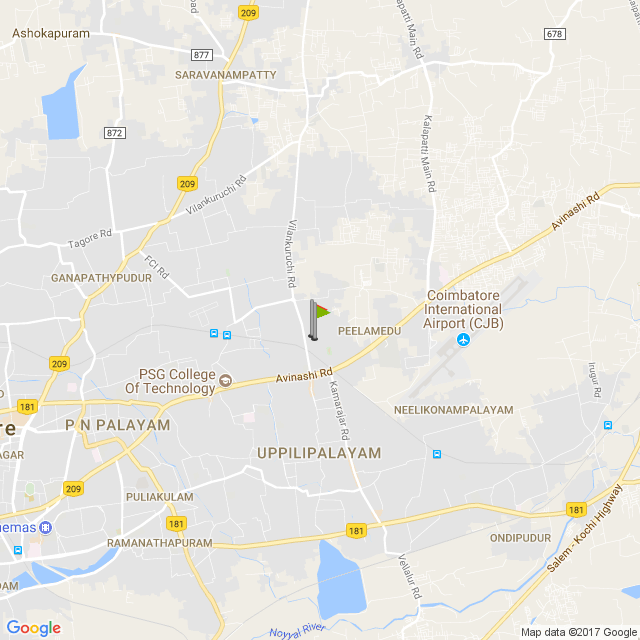 209
Ashokapuram
877
678
SARAVANAMPATTY
Kalapatti Main Rd
872
Kalapatti Main Rd
209
Vilankuruchi Rd
Avinashi Rd
Tagore Rd
Vilankuruchi Rd
FCI Rd
GANAPATHYPUDUR
Coimbatore
International
Airport (CJB)
PEELAMEDU
209
PSG College
Of Technology
Avinashi Rd
Irugur Rd
181
Kamarajar Rd
NEELIKONAMPALAYAM
P N PALAYAM
UPPILIPALAYAM
209
PULIAKULAM
181
181
181
RAMANATHAPURAM
ONDIPUDUR
Salem - Kochi Highway
Vellalur Rd
Noyyal River
Google
Map data ©2017 Google